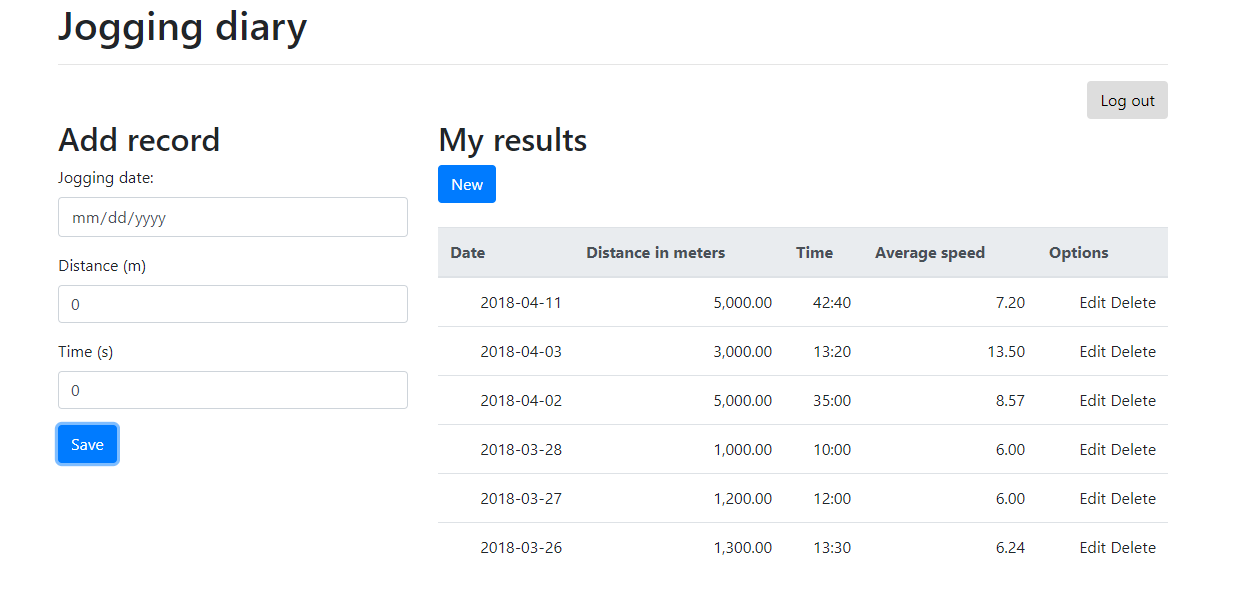 Jogging diary
Log out
Add record
Jogging date:
mm/dd/yyyy
Distance (m)
0
Time (s)
0
Save
My results
New
Date Distance in meters Time Average speed Options
2018-04-11 5,000.00 42:40 7.20 Edit Delete
2018-04-03 3,000.00 13:20 13.50 Edit Delete
2018-04-02 5,000.00 35:00 8.57 Edit Delete
2018-03-28 1,000.00 10:00 6.00 Edit Delete
2018-03-27 1,200.00 12:00 6.00 Edit Delete
2018-03-26 1,300.00 13:30 6.24 Edit Delete